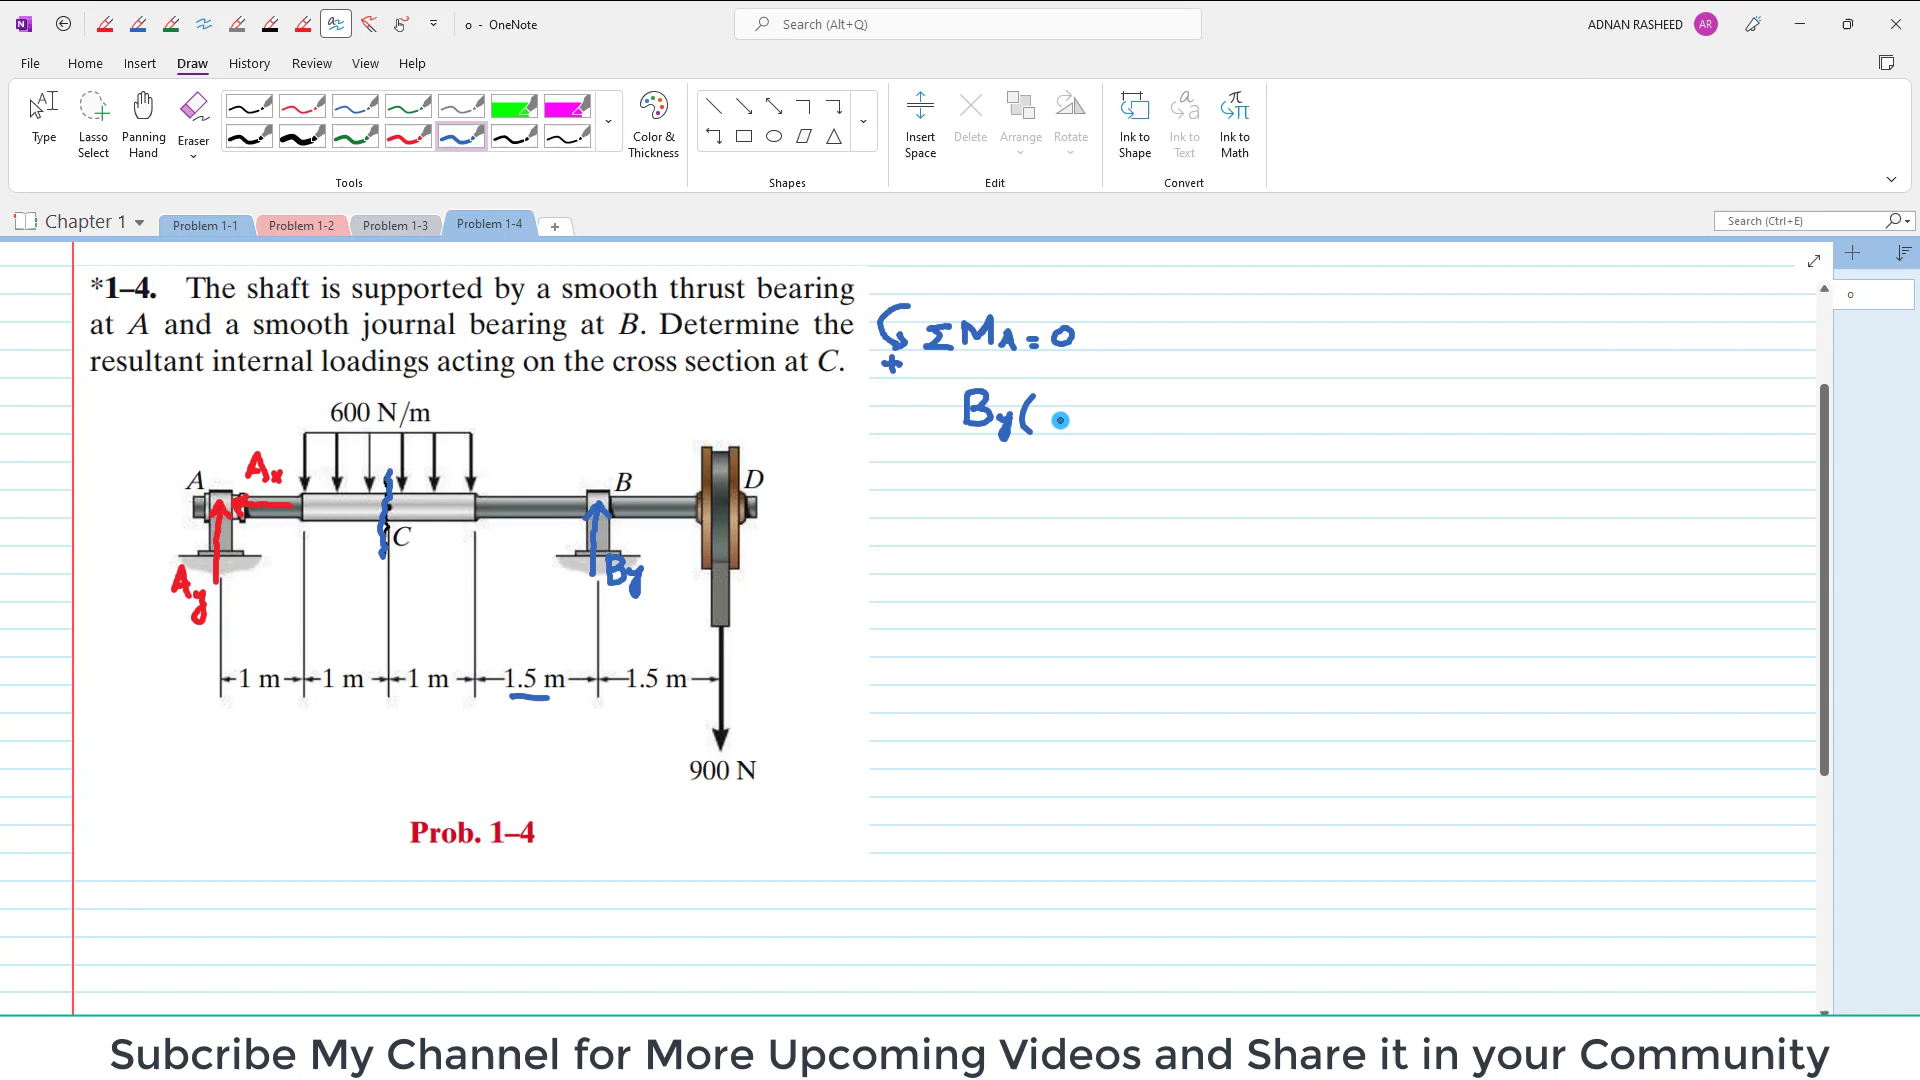 o - OneNote
Search (Alt+Q)
ADNAN RASHEED AR
File Home Insert Draw History Review View Help
Type
Lasso Select
Panning Hand
Eraser
Color & Thickness
Insert Space
Delete
Arrange
Rotate
Ink to Shape
Ink to Text
Ink to Math
Tools
Shapes
Edit
Convert
Chapter 1
Problem 1-1
Problem 1-2
Problem 1-3
Problem 1-4
Search (Ctrl+E)
o
*1–4. The shaft is supported by a smooth thrust bearing
at A and a smooth journal bearing at B. Determine the
resultant internal loadings acting on the cross section at C.
ΣMA=0
+
By(
600 N/m
A
Ax
B
D
C
Ay
By
1 m 1 m 1 m 1.5 m 1.5 m
900 N
Prob. 1–4
Subcribe My Channel for More Upcoming Videos and Share it in your Community